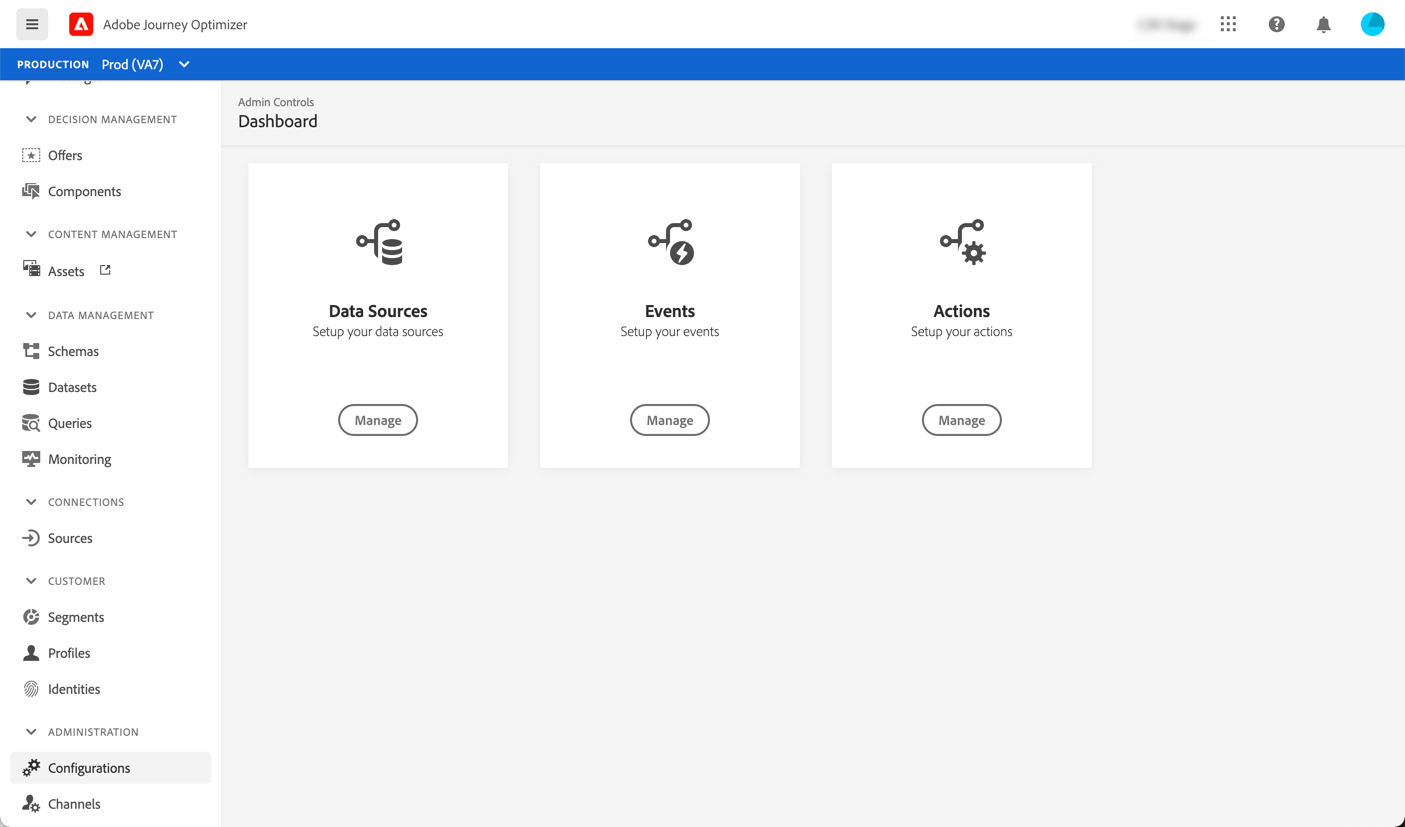 Adobe Journey Optimizer
PRODUCTION Prod (VA7)
DECISION MANAGEMENT
Offers
Components
CONTENT MANAGEMENT
Assets
DATA MANAGEMENT
Schemas
Datasets
Queries
Monitoring
CONNECTIONS
Sources
CUSTOMER
Segments
Profiles
Identities
ADMINISTRATION
Configurations
Channels
Admin Controls
Dashboard
Data Sources
Setup your data sources
Manage
Events
Setup your events
Manage
Actions
Setup your actions
Manage